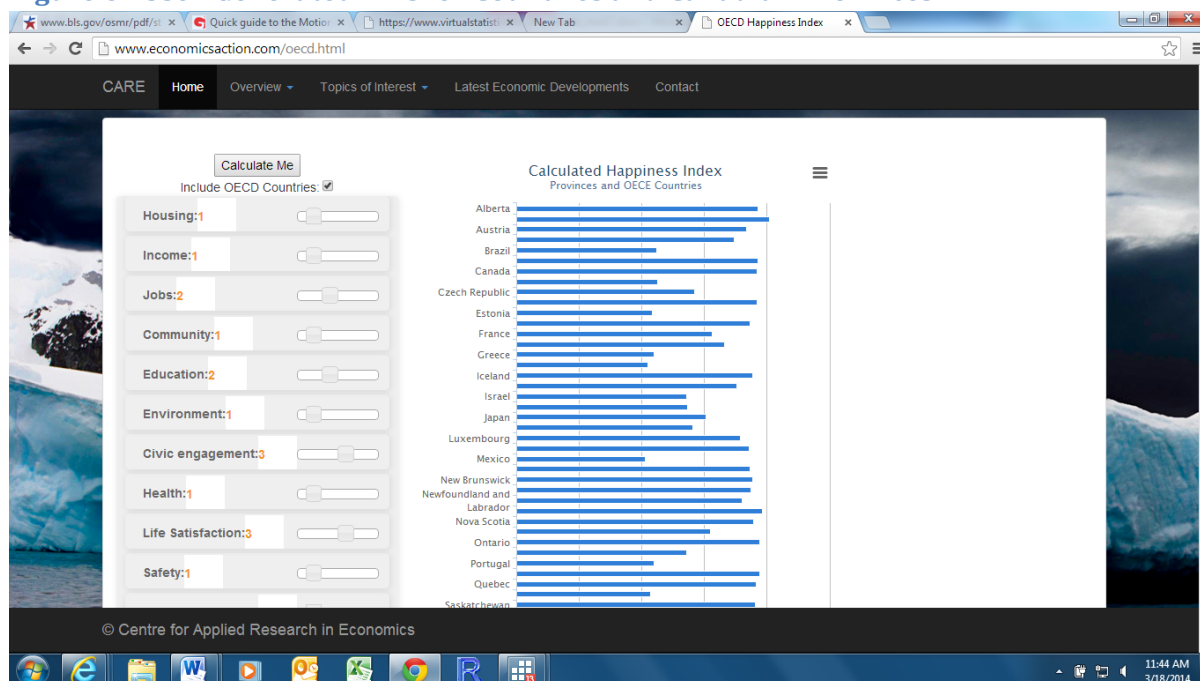 www.bls.gov/osmr/pdf/st
Quick guide to the Motion
https://www.virtualstatisti
New Tab
OECD Happiness Index
www.economicsaction.com/oecd.html
CARE Home Overview Topics of Interest Latest Economic Developments Contact
Calculate Me
Include OECD Countries:
Housing:1
Income:1
Jobs:2
Community:1
Education:2
Environment:1
Civic engagement:3
Health:1
Life Satisfaction:3
Safety:1
Calculated Happiness Index
Provinces and OECE Countries
Alberta
Austria
Brazil
Canada
Czech Republic
Estonia
France
Greece
Iceland
Israel
Japan
Luxembourg
Mexico
New Brunswick
Newfoundland and
Labrador
Nova Scotia
Ontario
Portugal
Quebec
Saskatchewan
© Centre for Applied Research in Economics
11:44 AM
3/18/2014